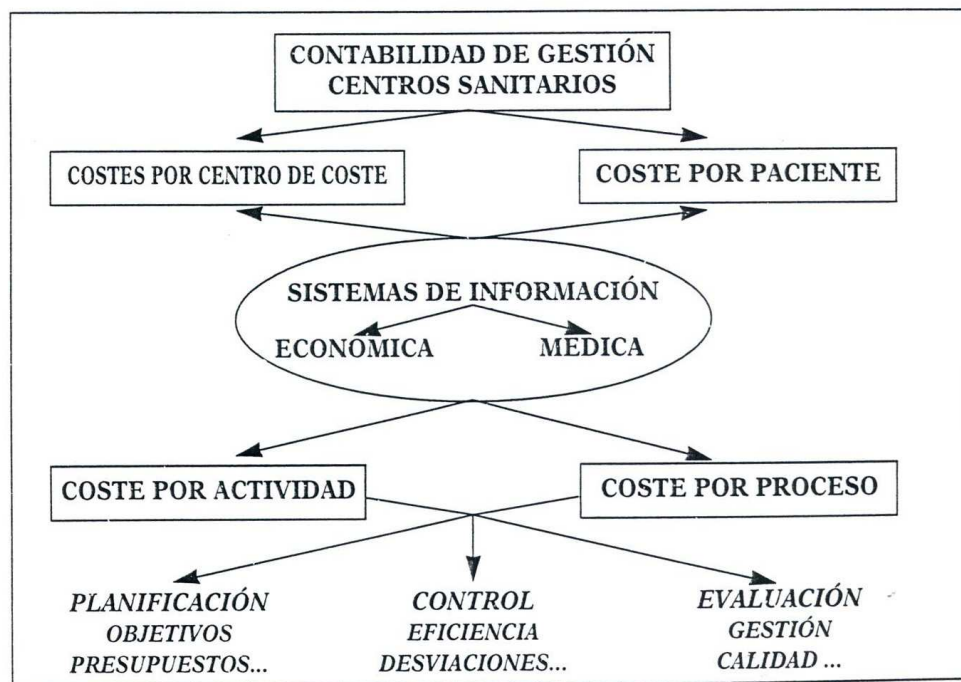 CONTABILIDAD DE GESTIÓN
CENTROS SANITARIOS
COSTES POR CENTRO DE COSTE
COSTE POR PACIENTE
SISTEMAS DE INFORMACIÓN
ECONÓMICA
MÉDICA
COSTE POR ACTIVIDAD
COSTE POR PROCESO
PLANIFICACIÓN
OBJETIVOS
PRESUPUESTOS...
CONTROL
EFICIENCIA
DESVIACIONES...
EVALUACIÓN
GESTIÓN
CALIDAD ...